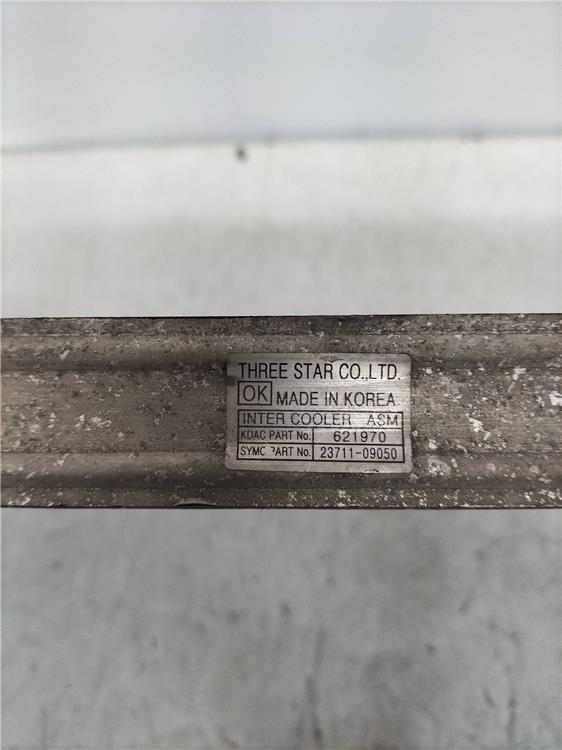 THREE STAR CO.,LTD.
OK MADE IN KOREA
INTER COOLER ASM
KDAC PART No. 621970
SYMC PART No. 23711-09050